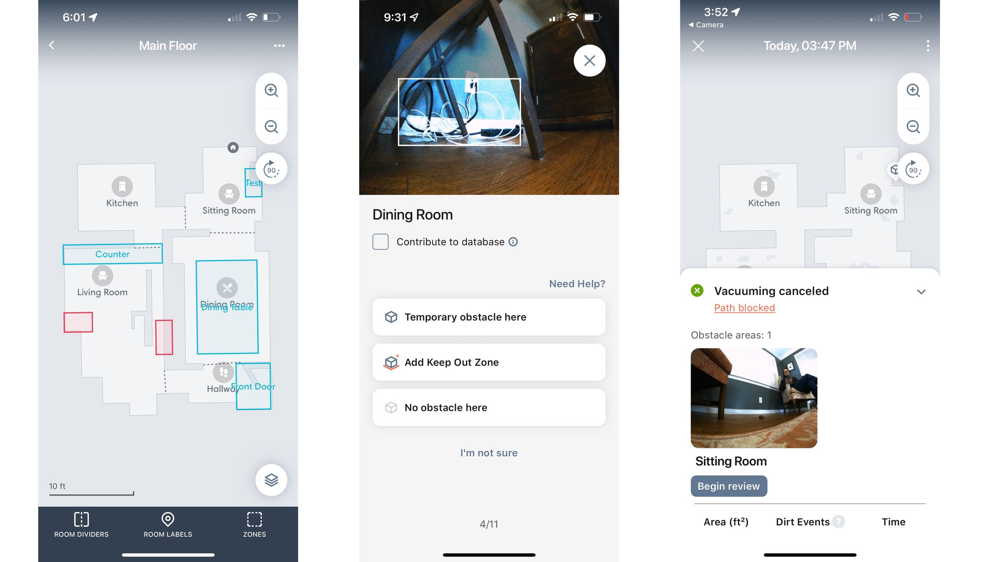 6:01
Main Floor
90
Test
Kitchen
Sitting Room
Counter
Living Room
Dining Room
Dining Table
Hallway
Front Door
10 ft
ROOM DIVIDERS
ROOM LABELS
ZONES
9:31
Dining Room
Contribute to database
Need Help?
Temporary obstacle here
Add Keep Out Zone
No obstacle here
I'm not sure
4/11
3:52
Camera
Today, 03:47 PM
90
Kitchen
Sitting Room
Vacuuming canceled
Path blocked
Obstacle areas: 1
Sitting Room
Begin review
Area (ft²) Dirt Events ? Time